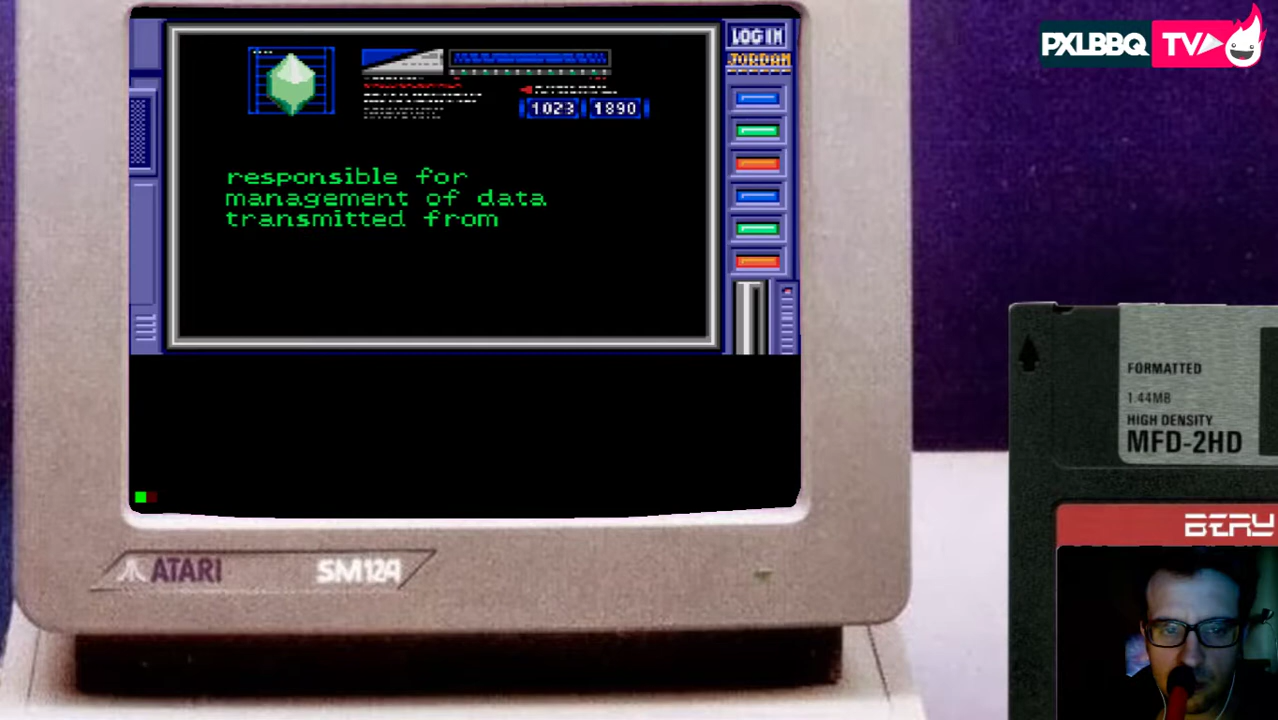 PXLBBQ TV
LOG IN
JORDAN
1023 1890
responsible for
management of data
transmitted from
FORMATTED
1.44MB
HIGH DENSITY
MFD-2HD
ATARI SM124